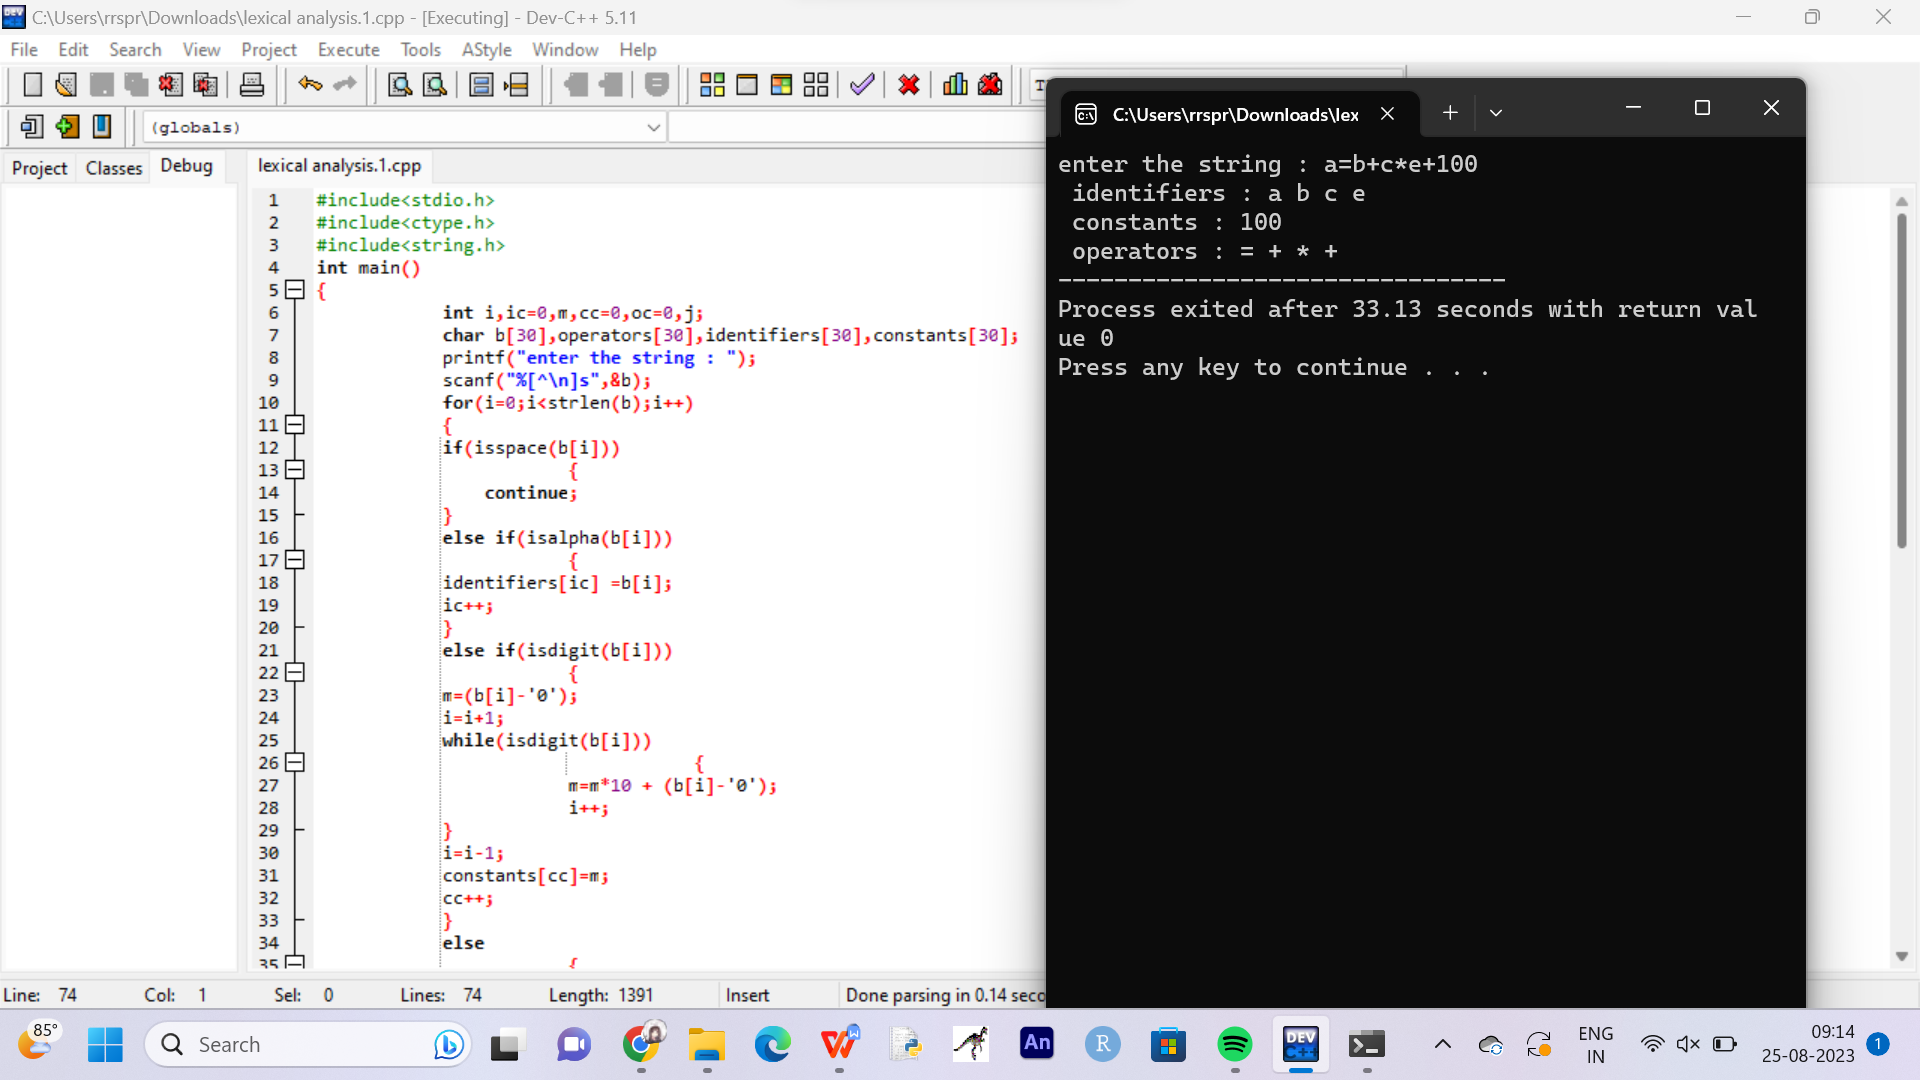 C:\Users\rrspr\Downloads\lexical analysis.1.cpp - [Executing] - Dev-C++ 5.11
File Edit Search View Project Execute Tools AStyle Window Help
(globals)
Project Classes Debug
lexical analysis.1.cpp
1 #include<stdio.h>
2 #include<ctype.h>
3 #include<string.h>
4 int main()
5 {
6 int i,ic=0,m,cc=0,oc=0,j;
7 char b[30],operators[30],identifiers[30],constants[30];
8 printf("enter the string : ");
9 scanf("%[^\n]s",&b);
10 for(i=0;i<strlen(b);i++)
11 {
12 if(isspace(b[i]))
13 {
14 continue;
15 }
16 else if(isalpha(b[i]))
17 {
18 identifiers[ic] =b[i];
19 ic++;
20 }
21 else if(isdigit(b[i]))
22 {
23 m=(b[i]-'0');
24 i=i+1;
25 while(isdigit(b[i]))
26 {
27 m=m*10 + (b[i]-'0');
28 i++;
29 }
30 i=i-1;
31 constants[cc]=m;
32 cc++;
33 }
34 else
35 {
C:\Users\rrspr\Downloads\lex
enter the string : a=b+c*e+100
identifiers : a b c e
constants : 100
operators : = + * +
--------------------------------
Process exited after 33.13 seconds with return val
ue 0
Press any key to continue . . .
Line: 74 Col: 1 Sel: 0 Lines: 74 Length: 1391 Insert Done parsing in 0.14 seco
85°
Search
An
R
DEV
C++
ENG
IN
09:14
25-08-2023
1